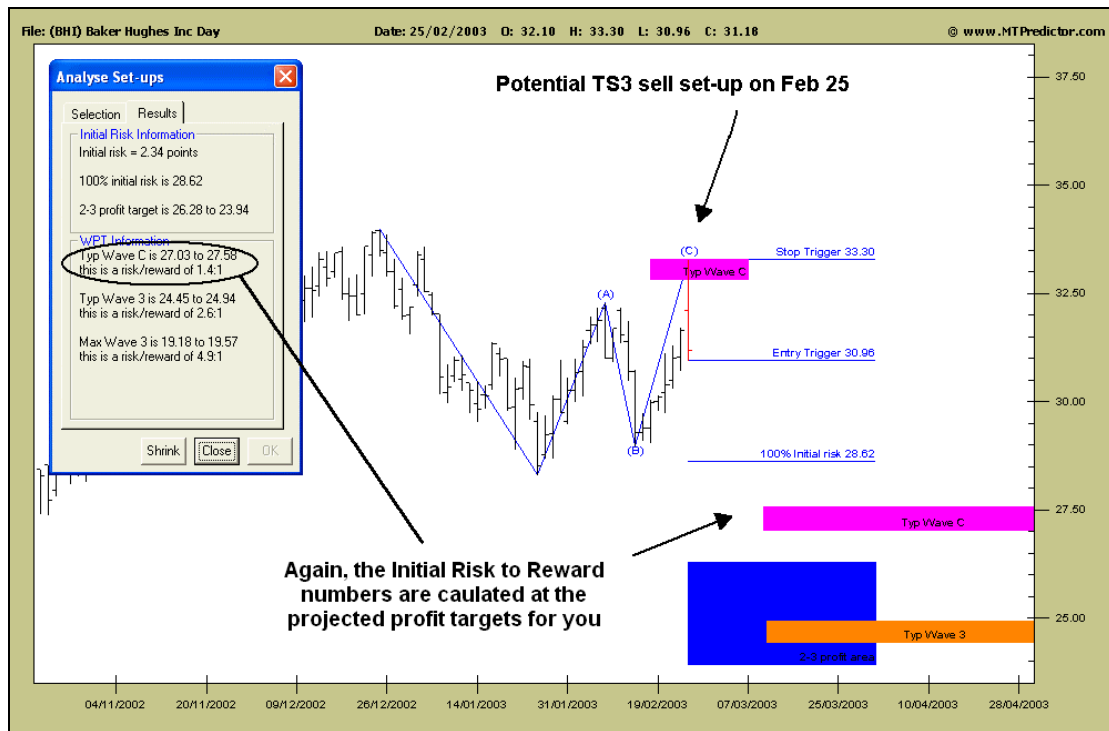 File: (BHI) Baker Hughes Inc Day
Date: 25/02/2003 O: 32.10 H: 33.30 L: 30.96 C: 31.18
@ www.MTPredictor.com
Analyse Set-ups
Selection
Results
Initial Risk Information
Initial risk = 2.34 points
100% initial risk is 28.62
2-3 profit target is 26.28 to 23.94
WPT Information
Typ Wave C is 27.03 to 27.58
this is a risk/reward of 1.4:1
Typ Wave 3 is 24.45 to 24.94
this is a risk/reward of 2.6:1
Max Wave 3 is 19.18 to 19.57
this is a risk/reward of 4.9:1
Shrink
Close
OK
Potential TS3 sell set-up on Feb 25
(C)
Stop Trigger 33.30
Typ Wave C
(A)
Entry Trigger 30.96
(B)
100% Initial risk 28.62
Typ Wave C
Again, the Initial Risk to Reward
numbers are caulated at the
projected profit targets for you
Typ Wave 3
2-3 profit area
37.50
35.00
32.50
30.00
27.50
25.00
04/11/2002
20/11/2002
09/12/2002
26/12/2002
14/01/2003
31/01/2003
19/02/2003
07/03/2003
25/03/2003
10/04/2003
28/04/2003